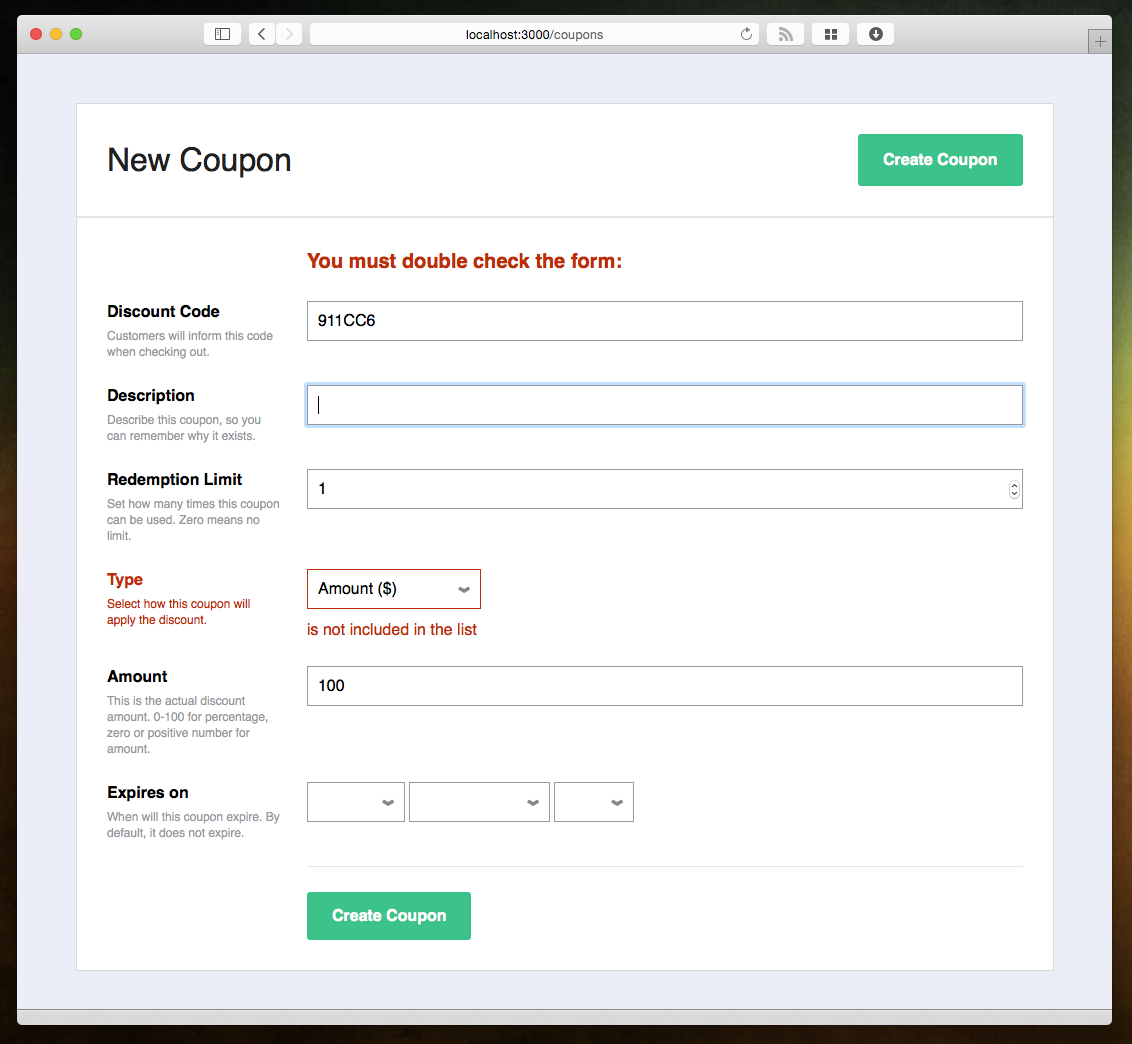 localhost:3000/coupons
New Coupon
Create Coupon
You must double check the form:
Discount Code
911CC6
Customers will inform this code
when checking out.
Description
Describe this coupon, so you
can remember why it exists.
Redemption Limit
1
Set how many times this coupon
can be used. Zero means no
limit.
Type
Amount ($)
Select how this coupon will
apply the discount.
is not included in the list
Amount
100
This is the actual discount
amount. 0-100 for percentage,
zero or positive number for
amount.
Expires on
When will this coupon expire. By
default, it does not expire.
Create Coupon